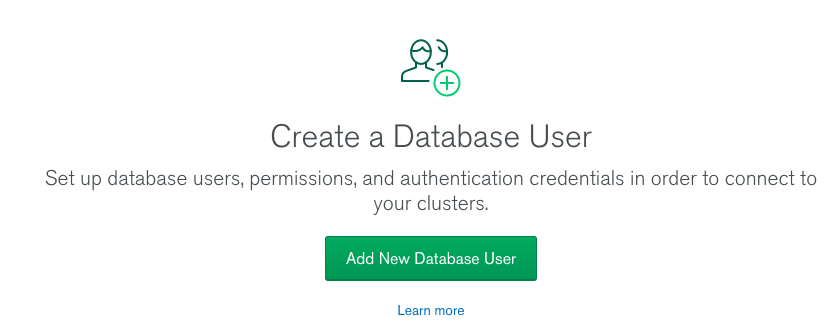 Create a Database User
Set up database users, permissions, and authentication credentials in order to connect to
your clusters.
Add New Database User
Learn more